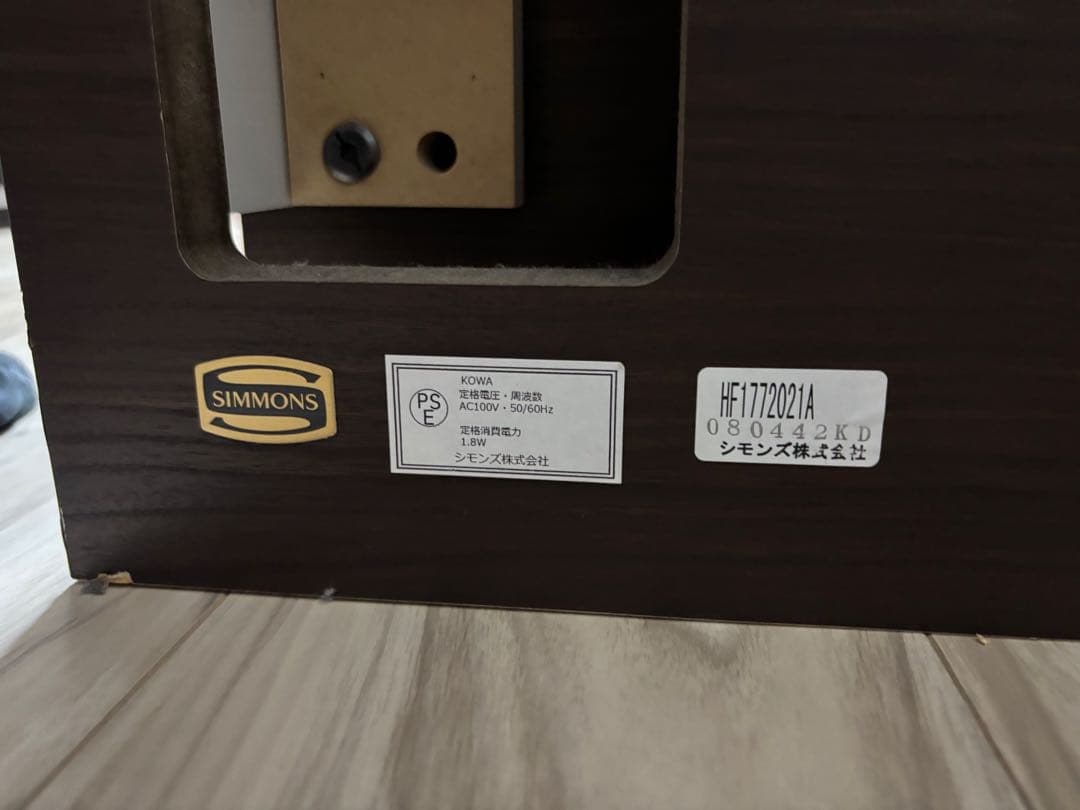 SIMMONS
PS
E
KOWA
定格電圧・周波数
AC100V・50/60Hz
定格消費電力
1.8W
シモンズ株式会社
HF1772021A
080442KD
シモンズ株式会社